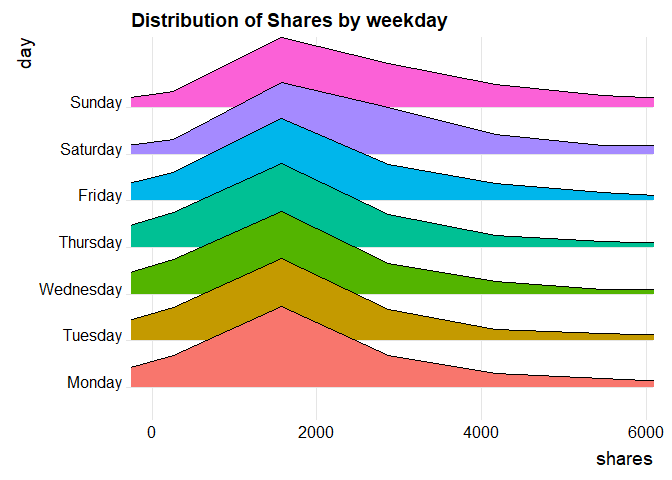 Distribution of Shares by weekday
day
Sunday
Saturday
Friday
Thursday
Wednesday
Tuesday
Monday
0 2000 4000 6000
shares